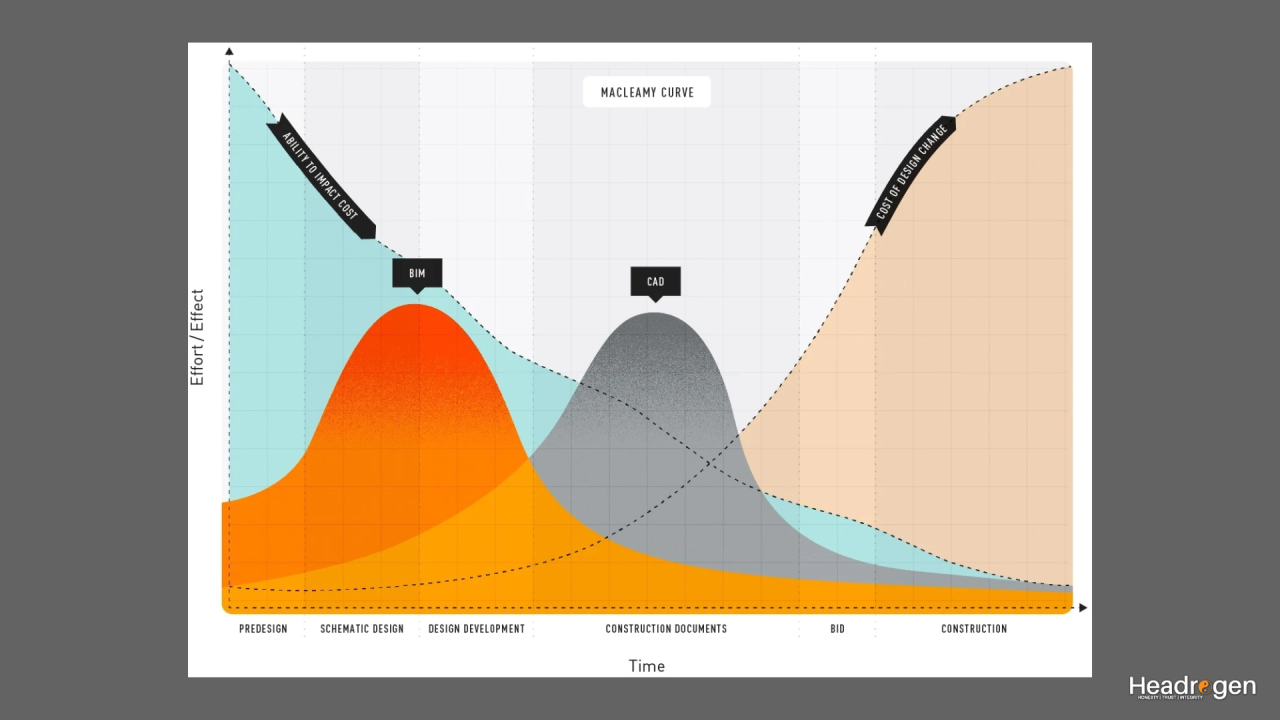 MACLEAMY CURVE
ABILITY TO IMPACT COST
COST OF DESIGN CHANGE
BIM
CAD
Effort / Effect
PREDESIGN
SCHEMATIC DESIGN
DESIGN DEVELOPMENT
CONSTRUCTION DOCUMENTS
BID
CONSTRUCTION
Time
Headrogen
HONESTY | TRUST | INTEGRITY